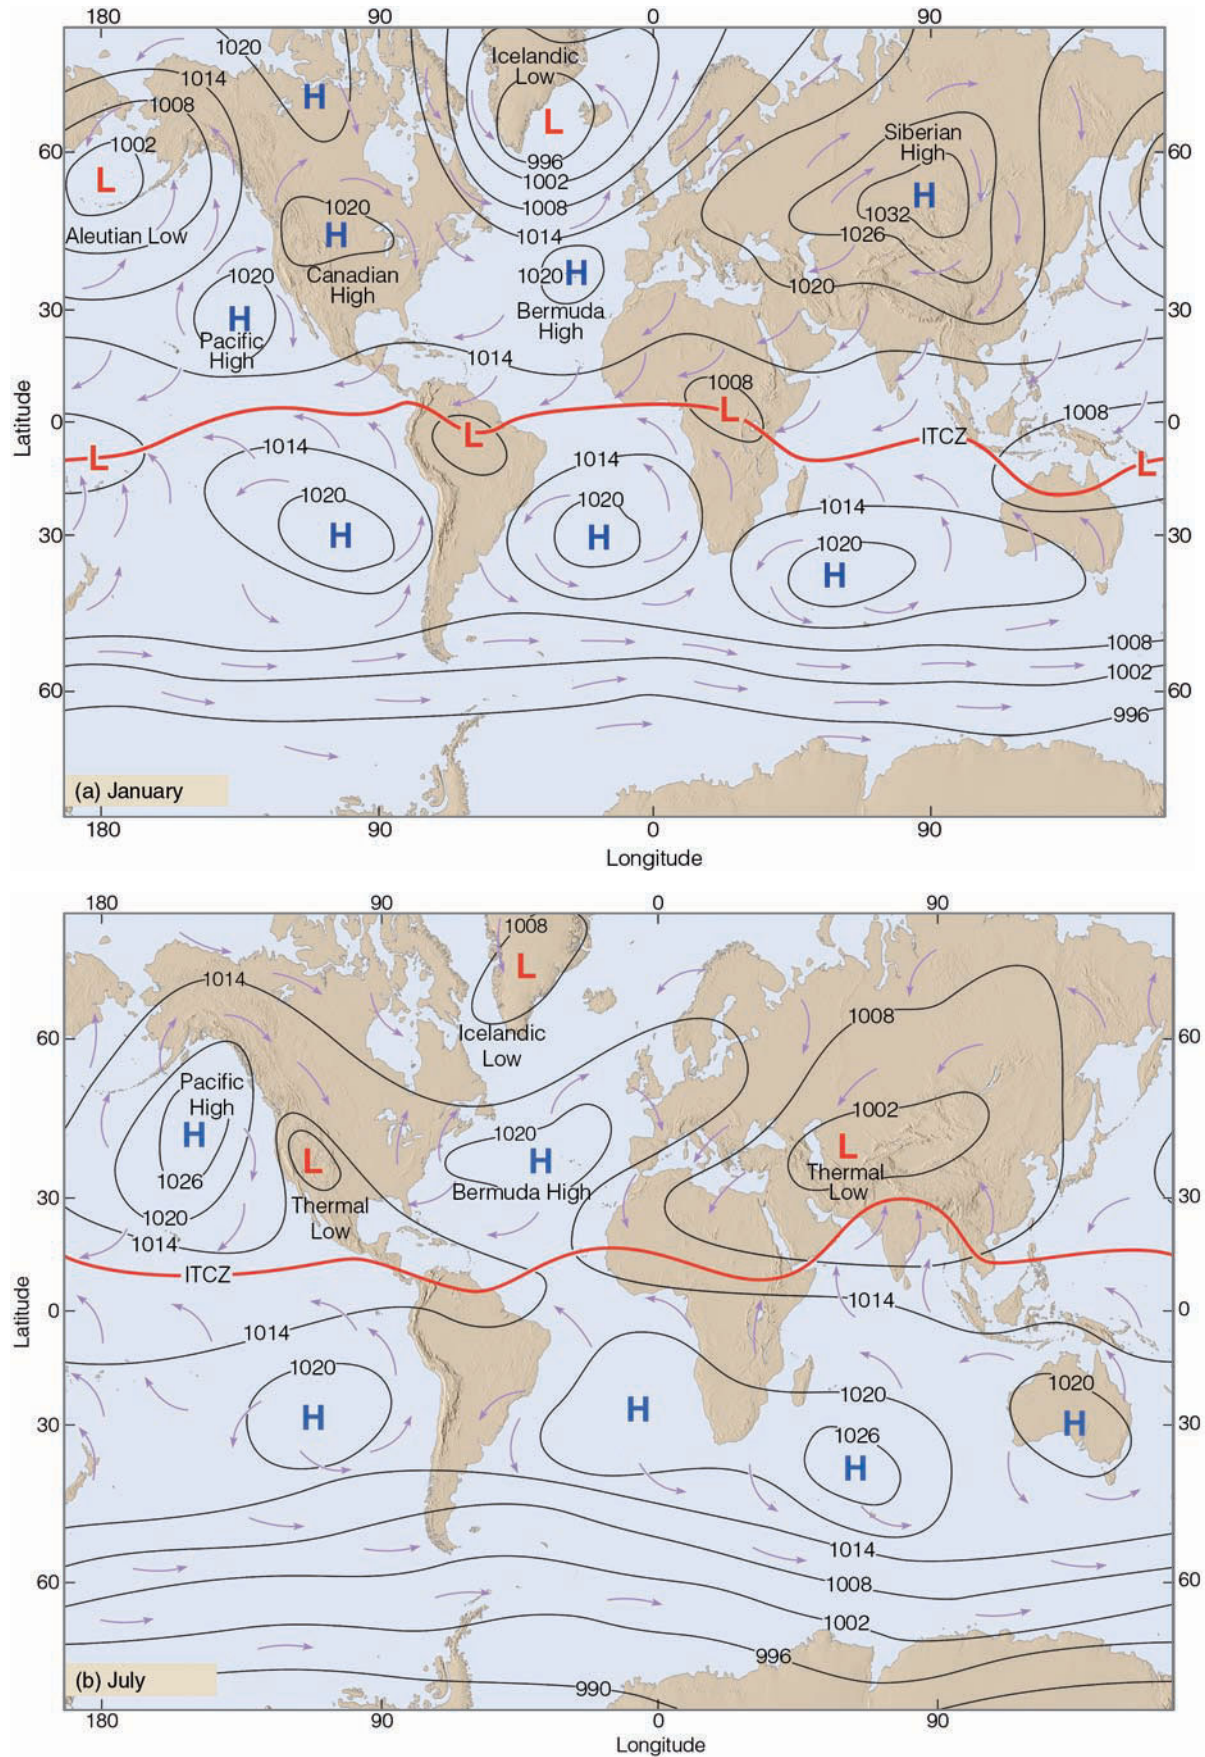 180 90 0 90
1020
Icelandic
Low
1014
H
1008
L
Siberian
High
60 1002 996 60
L
1002
H
1020
1008
1032
H
1026
Aleutian Low
1014
1020
H
1020
Canadian
High
1020
30
Bermuda
High
30
H
Pacific
High
1014
1008
L
1008
Latitude
0 0
L
ITCZ
L
L
1014
1014
1020
1020
1014
30 H H 30
1020
H
1008
1002
60 60
996
(a) January
180 90 0 90
Longitude
180 90 0 90
1008
L
1014
1008
Icelandic
Low
60 60
Pacific
High
1002
H
1020
L
H
L
Thermal
Low
1026
Bermuda High
30 30
Thermal
Low
1020
1014
ITCZ
Latitude
0 1014 0
1014
1020
1020
1020
H
H
H
30 30
1026
H
1014
1008
60 60
1002
996
(b) July
990
180 90 0 90
Longitude